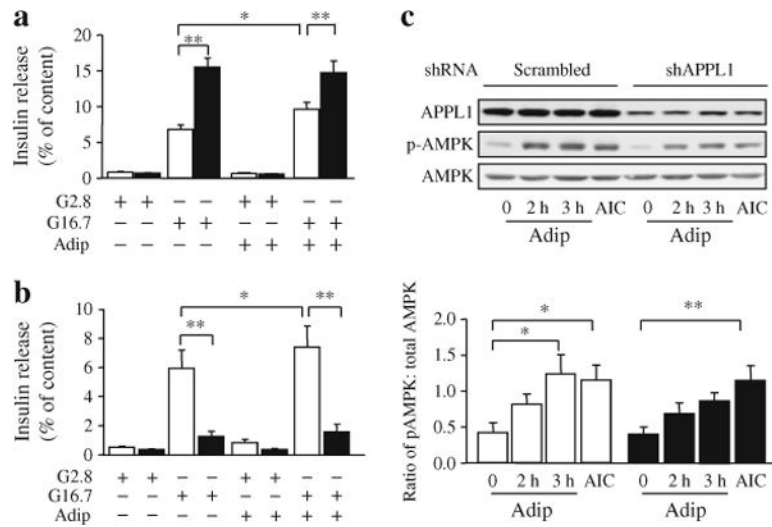 a
Insulin release
(% of content)
20
15
10
5
0
*
**
**
G2.8 + + − − + + − −
G16.7 − − + + − − + +
Adip − − − − + + + +
b
Insulin release
(% of content)
10
8
6
4
2
0
*
**
**
G2.8 + + − − + + − −
G16.7 − − + + − − + +
Adip − − − − + + + +
c
shRNA Scrambled shAPPL1
APPL1
p-AMPK
AMPK
0 2 h 3 h AIC 0 2 h 3 h AIC
Adip Adip
Ratio of pAMPK: total AMPK
2.0
1.5
1.0
0.5
0.0
*
*
**
0 2 h 3 h AIC 0 2 h 3 h AIC
Adip Adip